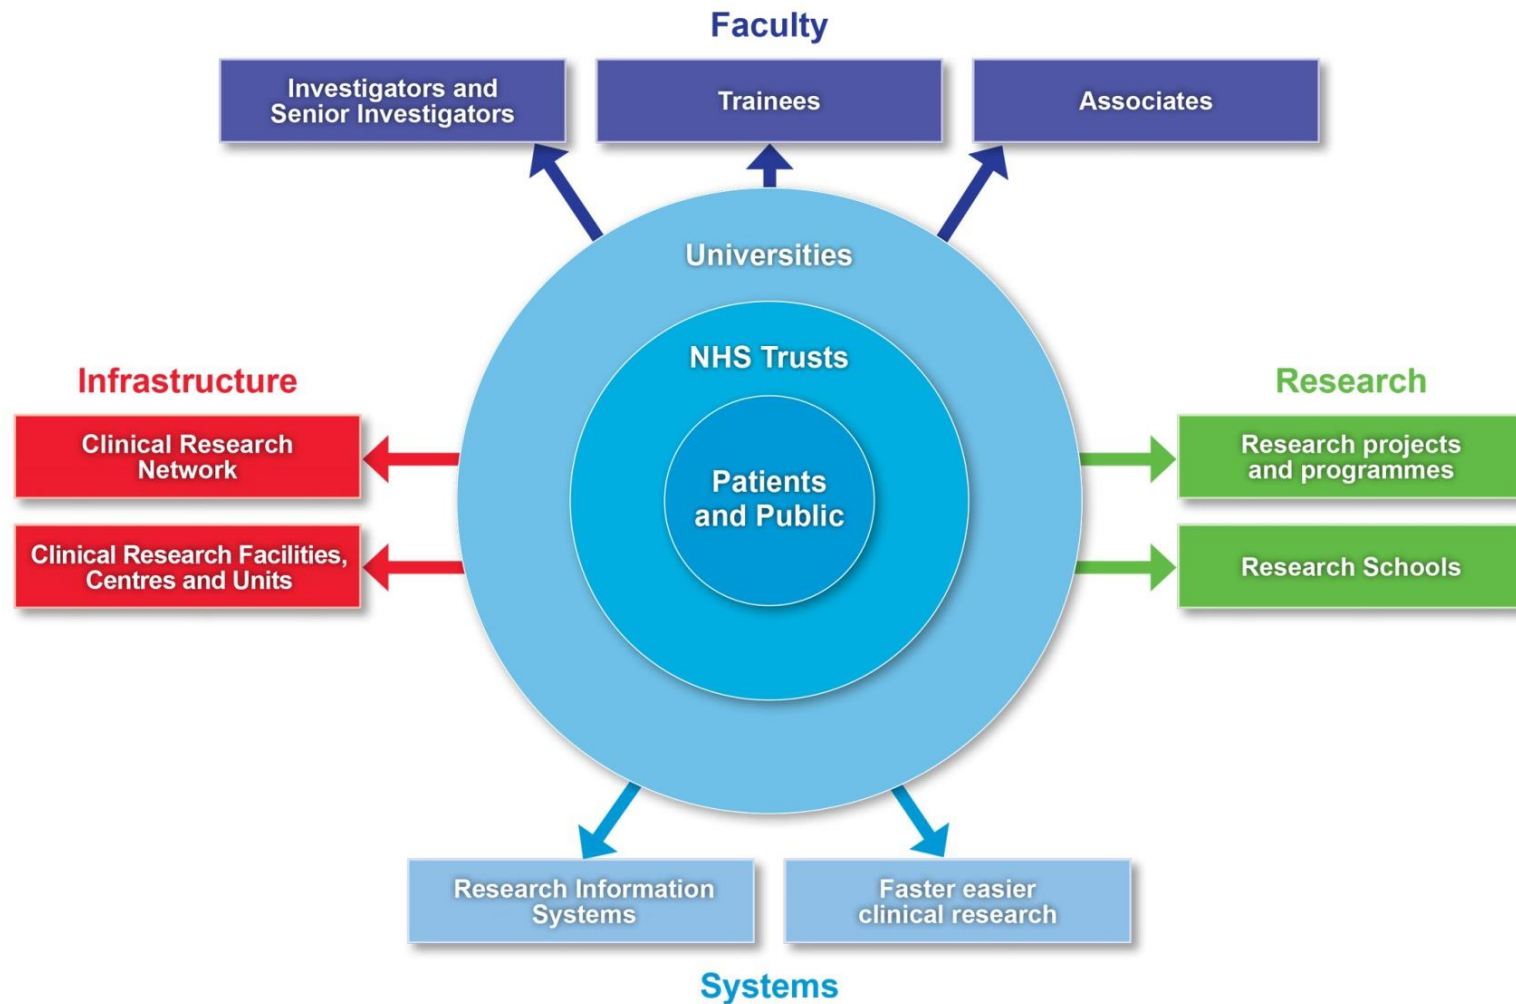 Faculty
Investigators and
Senior Investigators
Trainees
Associates
Universities
NHS Trusts
Patients
and Public
Infrastructure
Clinical Research
Network
Clinical Research Facilities,
Centres and Units
Research
Research projects
and programmes
Research Schools
Research Information
Systems
Faster easier
clinical research
Systems